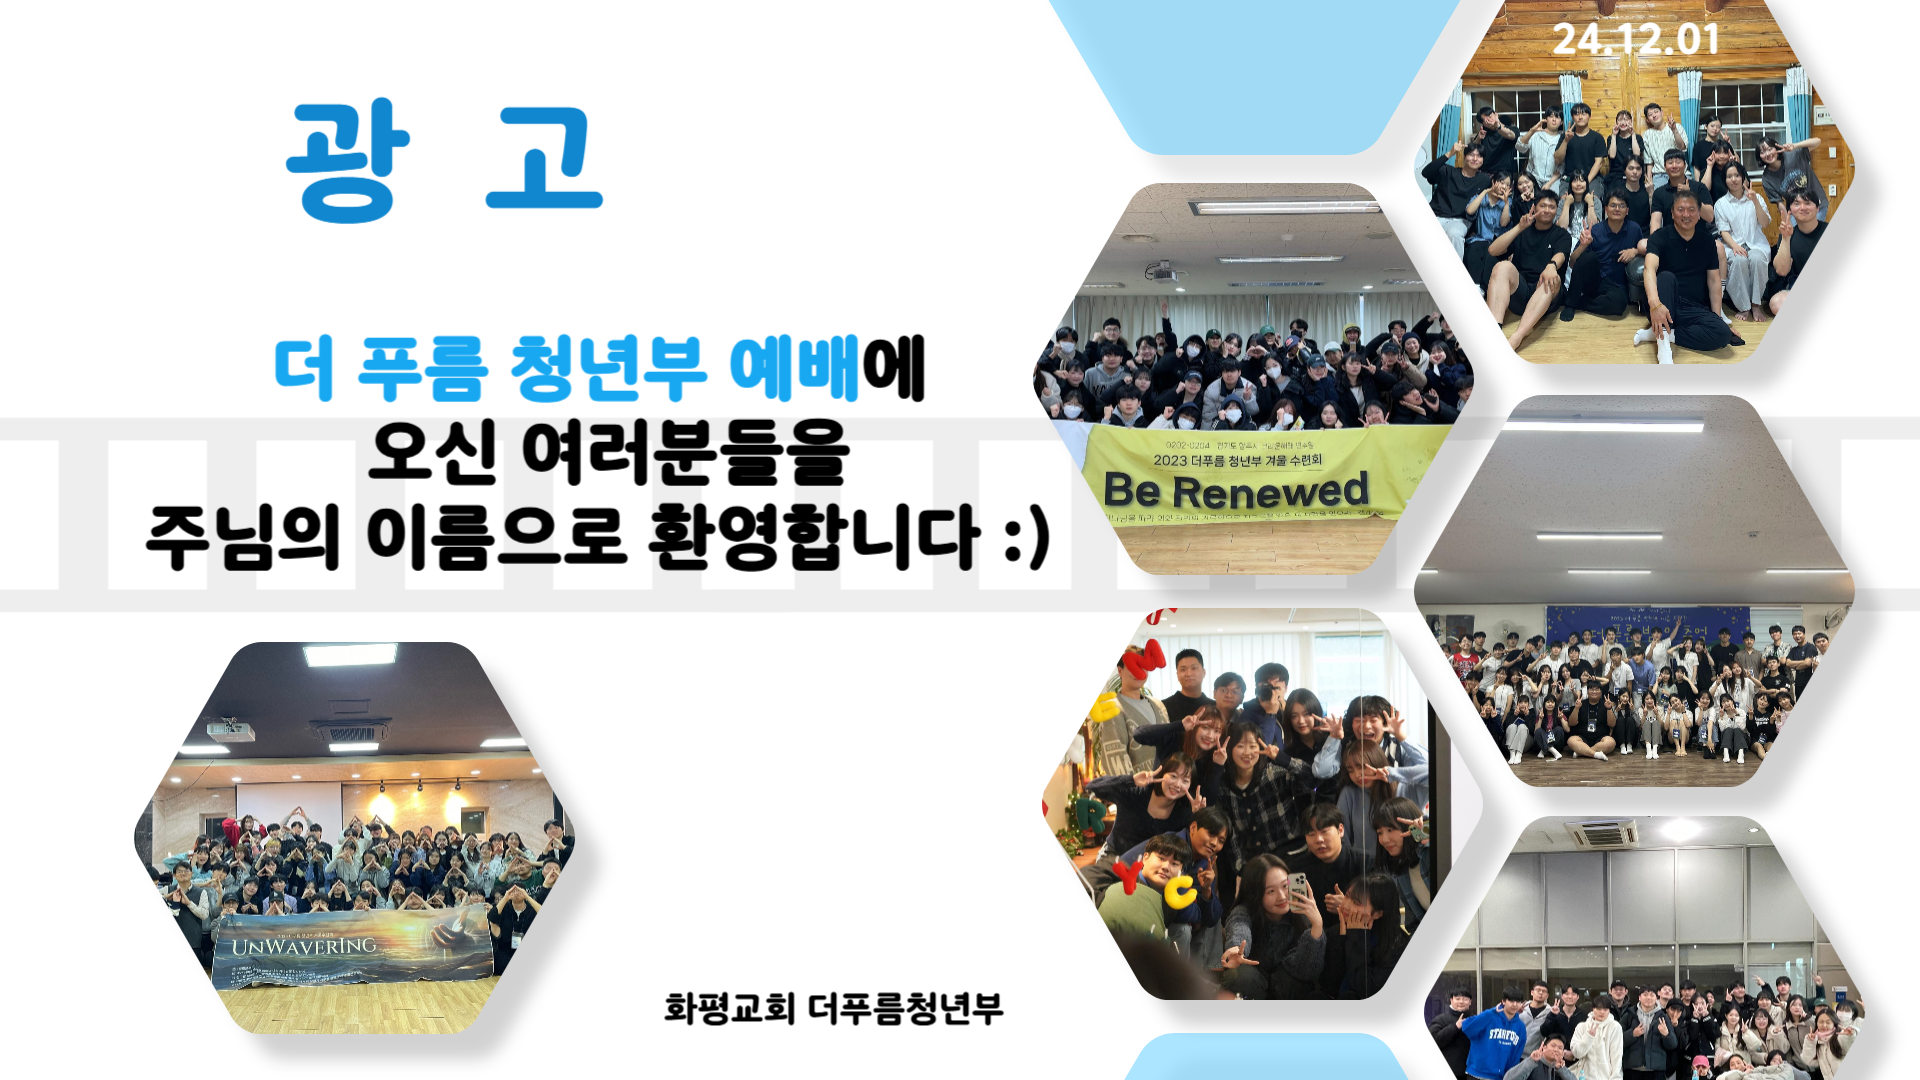 광 고
24.12.01
더 푸름 청년부 예배에
오신 여러분들을
주님의 이름으로 환영합니다 :)
2023 더푸름 청년부 겨울 수련회
Be Renewed
UNWAVERING
화평교회 더푸름청년부